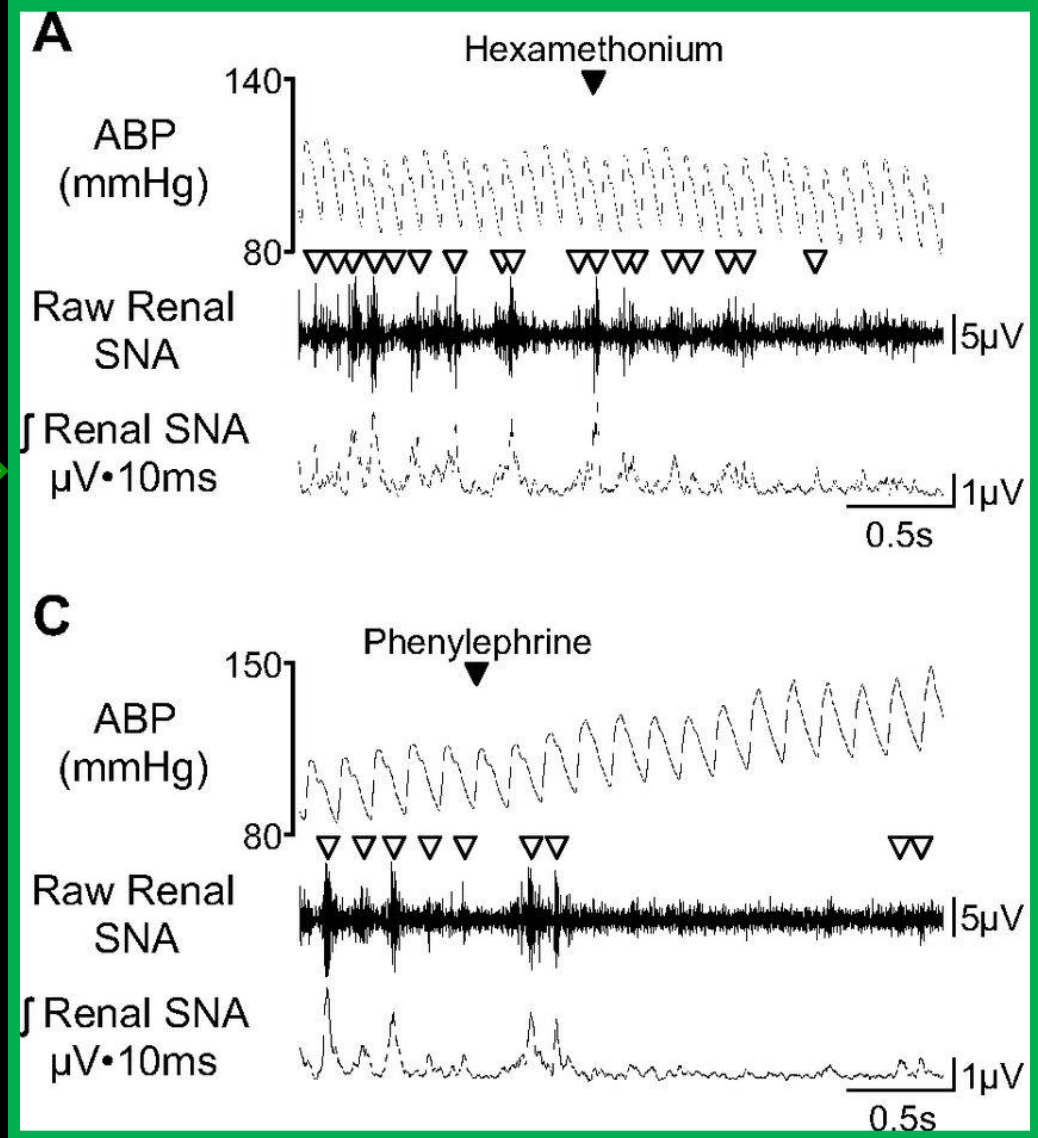 A
Hexamethonium
140
ABP
(mmHg)
80
Raw Renal
SNA
5µV
∫ Renal SNA
µV•10ms
1µV
0.5s
C
Phenylephrine
150
ABP
(mmHg)
80
Raw Renal
SNA
5µV
∫ Renal SNA
µV•10ms
1µV
0.5s